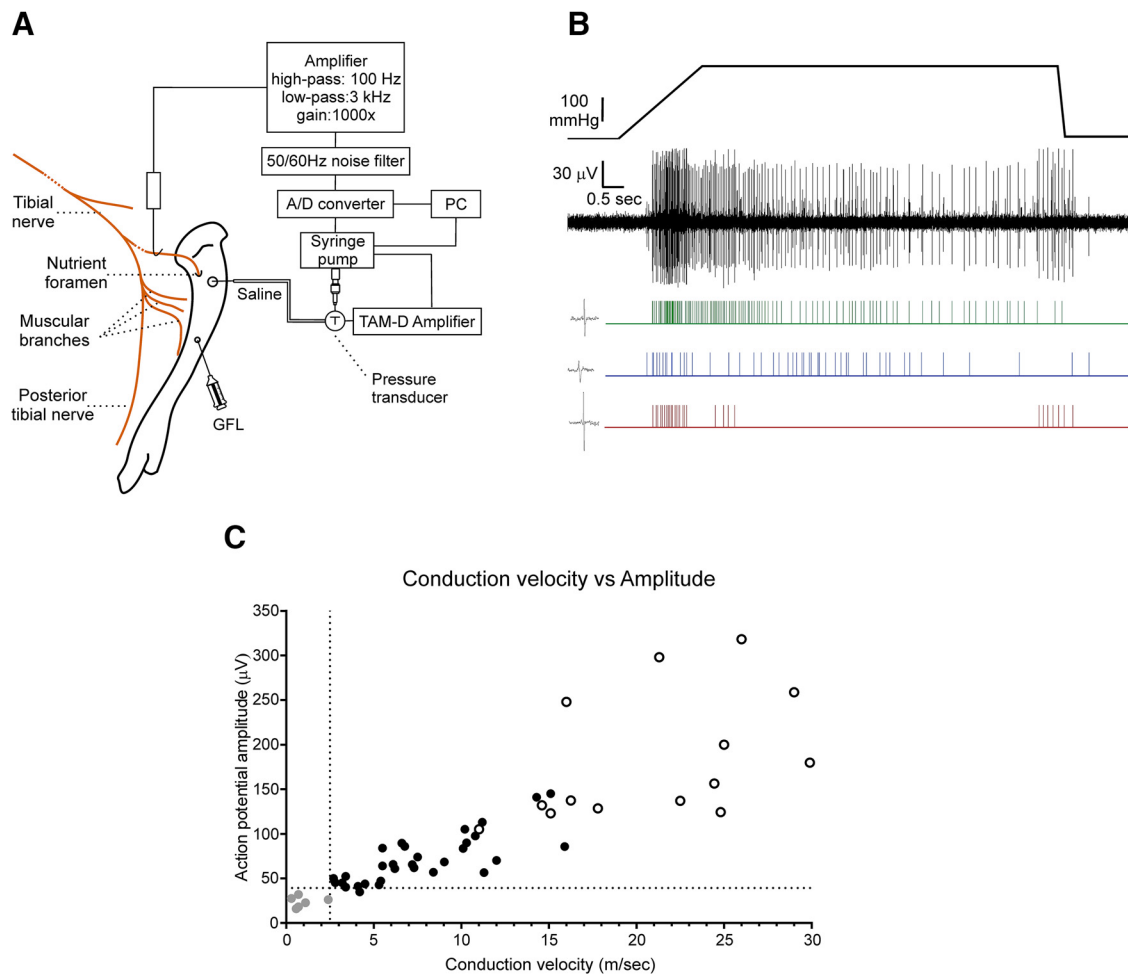 A
Amplifier
high-pass: 100 Hz
low-pass:3 kHz
gain:1000x
50/60Hz noise filter
A/D converter
PC
Syringe
pump
TAM-D Amplifier
Saline
Pressure
transducer
Tibial
nerve
Nutrient
foramen
Muscular
branches
Posterior
tibial nerve
GFL
B
100
mmHg
30 µV
0.5 sec
C
Conduction velocity vs Amplitude
Action potential amplitude (µV)
350
300
250
200
150
100
50
0
0 5 10 15 20 25 30
Conduction velocity (m/sec)